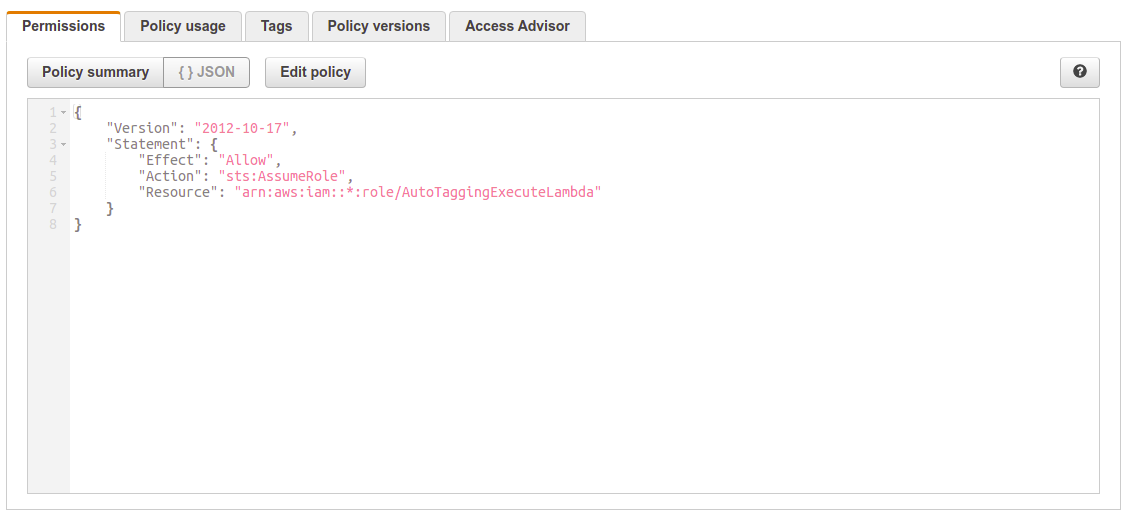 Permissions Policy usage Tags Policy versions Access Advisor
Policy summary { } JSON Edit policy ?
1 {
2 "Version": "2012-10-17",
3 "Statement": {
4 "Effect": "Allow",
5 "Action": "sts:AssumeRole",
6 "Resource": "arn:aws:iam::*:role/AutoTaggingExecuteLambda"
7 }
8 }